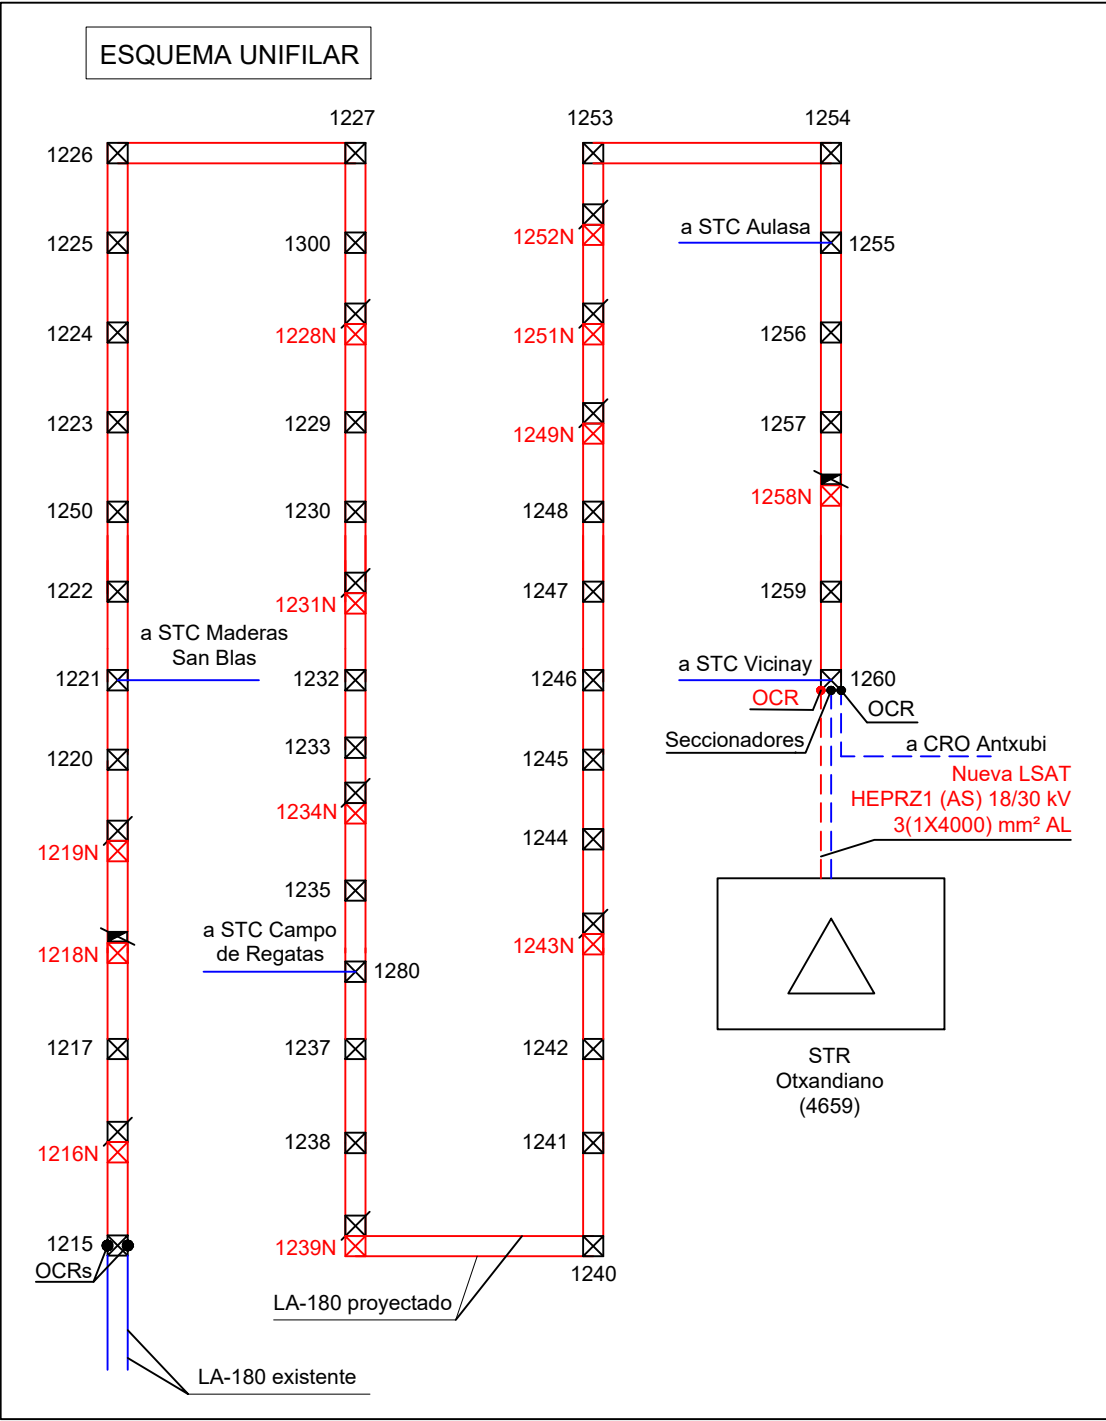 ESQUEMA UNIFILAR
1226
1225
1224
1223
1250
1222
a STC Maderas
San Blas
1221
1220
1219N
1218N
1217
1216N
1215
OCRs
LA-180 existente
1227
1300
1228N
1229
1230
1231N
1232
1233
1234N
1235
a STC Campo
de Regatas
1280
1237
1238
1239N
LA-180 proyectado
1253
1252N
1251N
1249N
1248
1247
1246
1245
1244
1243N
1242
1241
1240
1254
a STC Aulasa
1255
1256
1257
1258N
1259
a STC Vicinay
1260
OCR
OCR
Seccionadores
a CRO Antxubi
Nueva LSAT
HEPRZ1 (AS) 18/30 kV
3(1X4000) mm² AL
STR
Otxandiano
(4659)